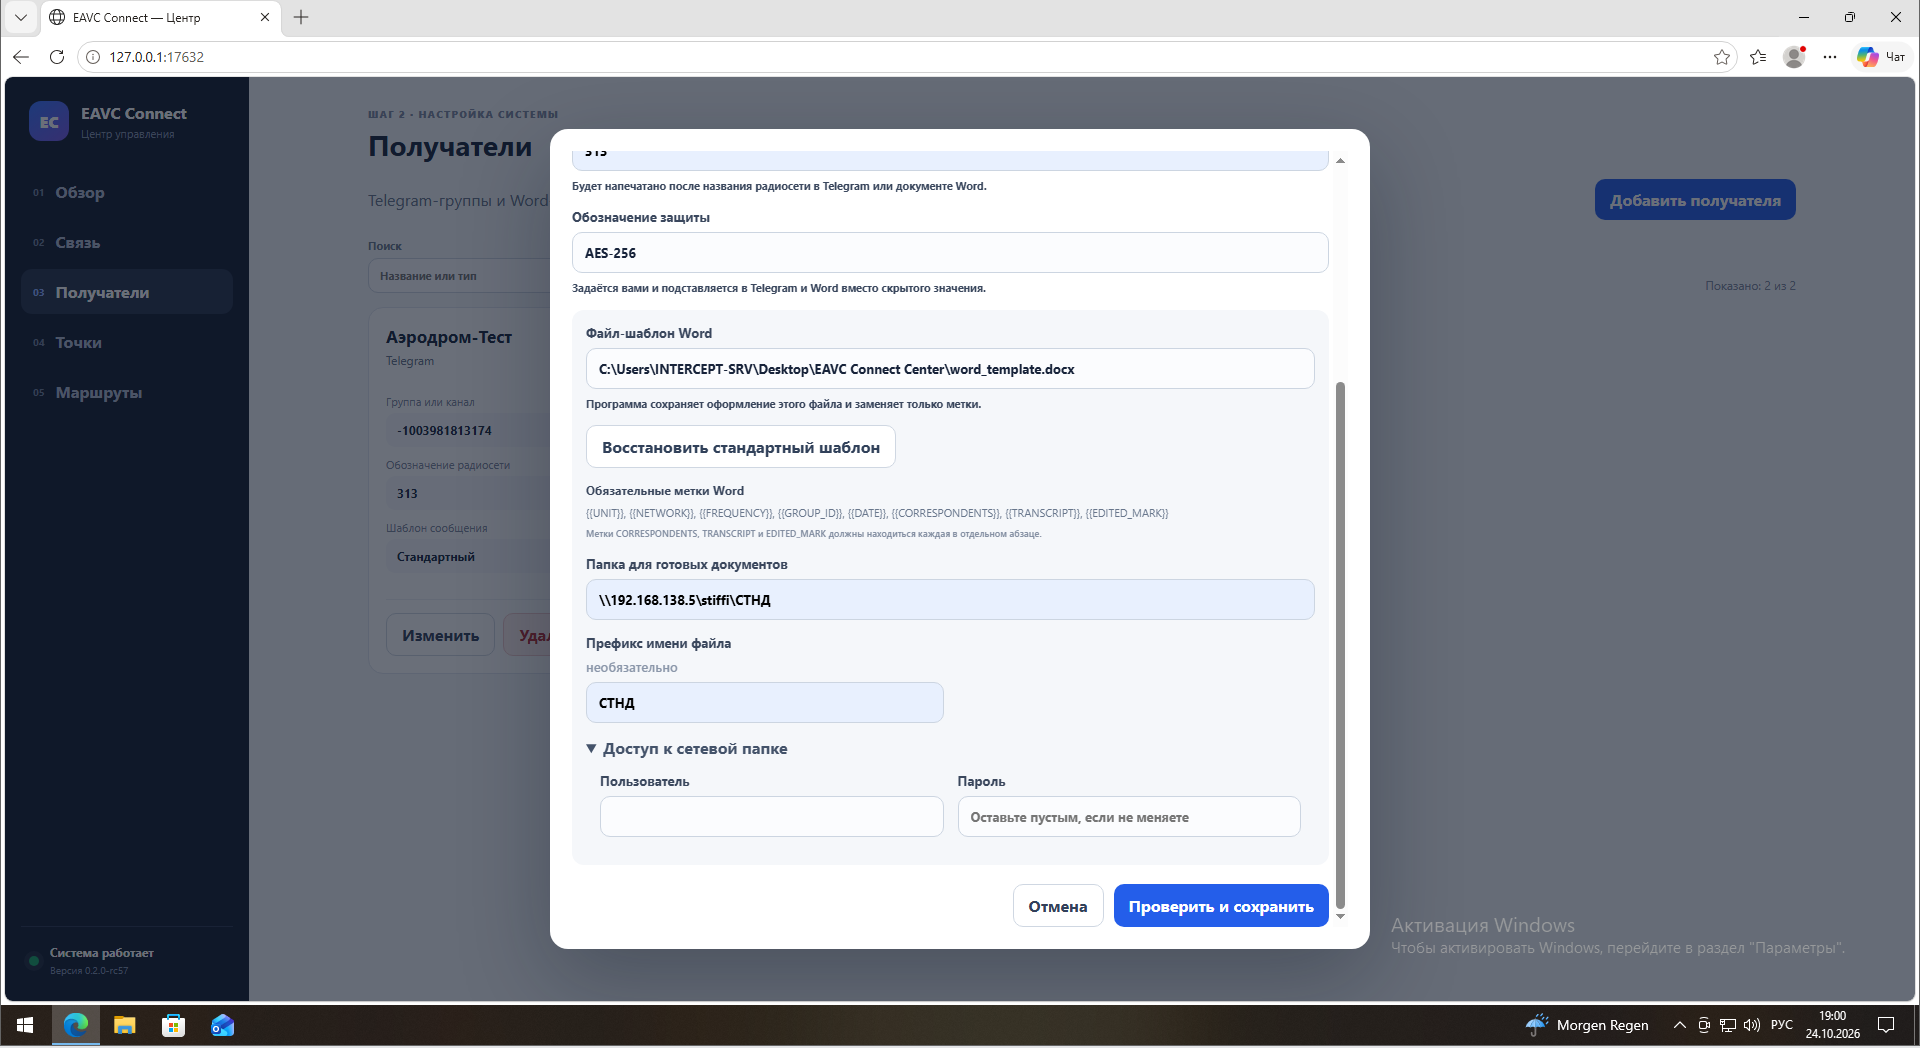 EAVC Connect — Центр
127.0.0.1:17632
Чат
EC
EAVC Connect
Центр управления
01 Обзор
02 Связь
03 Получатели
04 Точки
05 Маршруты
Система работает
Версия 0.2.0-rc57
ШАГ 2 · НАСТРОЙКА СИСТЕМЫ
Получатели
Telegram-группы и Word
Добавить получателя
Поиск
Название или тип
Показано: 2 из 2
Аэродром-Тест
Telegram
Группа или канал
-1003981813174
Обозначение радиосети
313
Шаблон сообщения
Стандартный
Изменить
313
Будет напечатано после названия радиосети в Telegram или документе Word.
Обозначение защиты
AES-256
Задаётся вами и подставляется в Telegram и Word вместо скрытого значения.
Файл-шаблон Word
C:\Users\INTERCEPT-SRV\Desktop\EAVC Connect Center\word_template.docx
Программа сохраняет оформление этого файла и заменяет только метки.
Восстановить стандартный шаблон
Обязательные метки Word
{{UNIT}}, {{NETWORK}}, {{FREQUENCY}}, {{GROUP_ID}}, {{DATE}}, {{CORRESPONDENTS}}, {{TRANSCRIPT}}, {{EDITED_MARK}}
Метки CORRESPONDENTS, TRANSCRIPT и EDITED_MARK должны находиться каждая в отдельном абзаце.
Папка для готовых документов
\\192.168.138.5\stiffi\СТНД
Префикс имени файла
необязательно
СТНД
▼ Доступ к сетевой папке
Пользователь
Пароль
Оставьте пустым, если не меняете
Отмена
Проверить и сохранить
Активация Windows
Чтобы активировать Windows, перейдите в раздел "Параметры".
Morgen Regen
РУС
19:00
24.10.2026